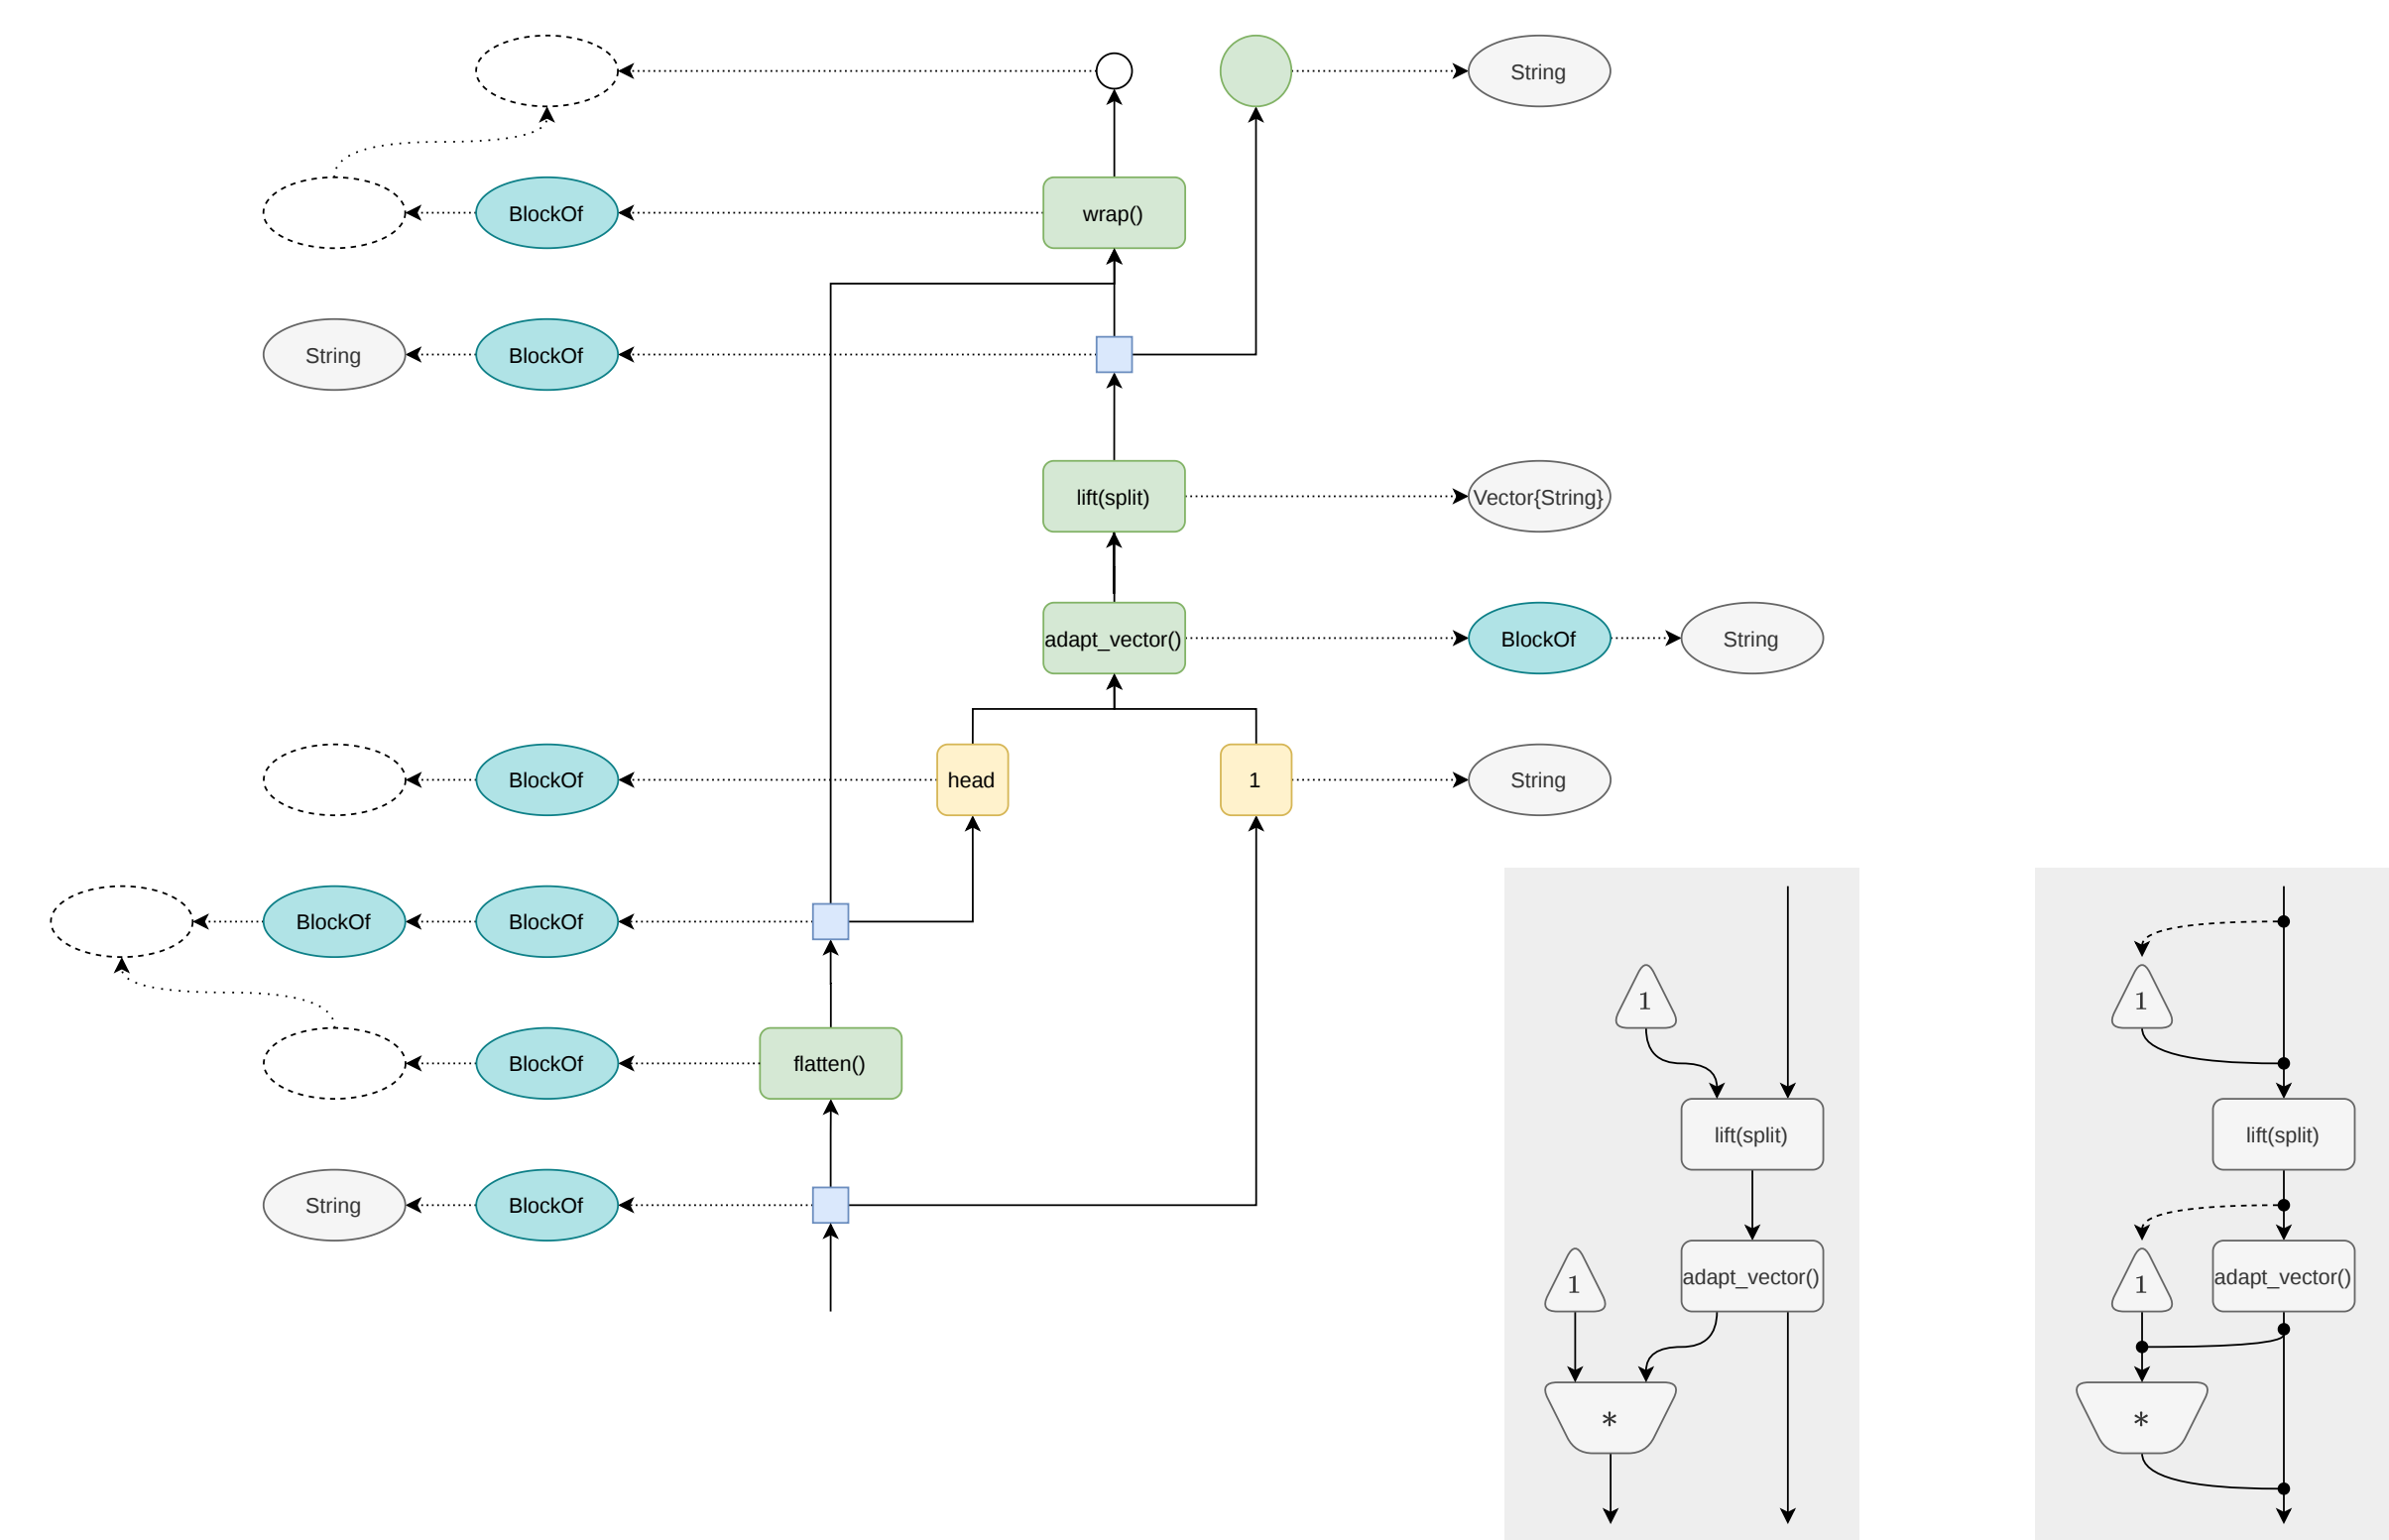 String
BlockOf
wrap()
String
BlockOf
lift(split)
Vector{String}
adapt_vector()
BlockOf
String
BlockOf
head
1
String
BlockOf
BlockOf
1
1
BlockOf
flatten()
lift(split)
lift(split)
String
BlockOf
1
adapt_vector()
1
adapt_vector()
*
*